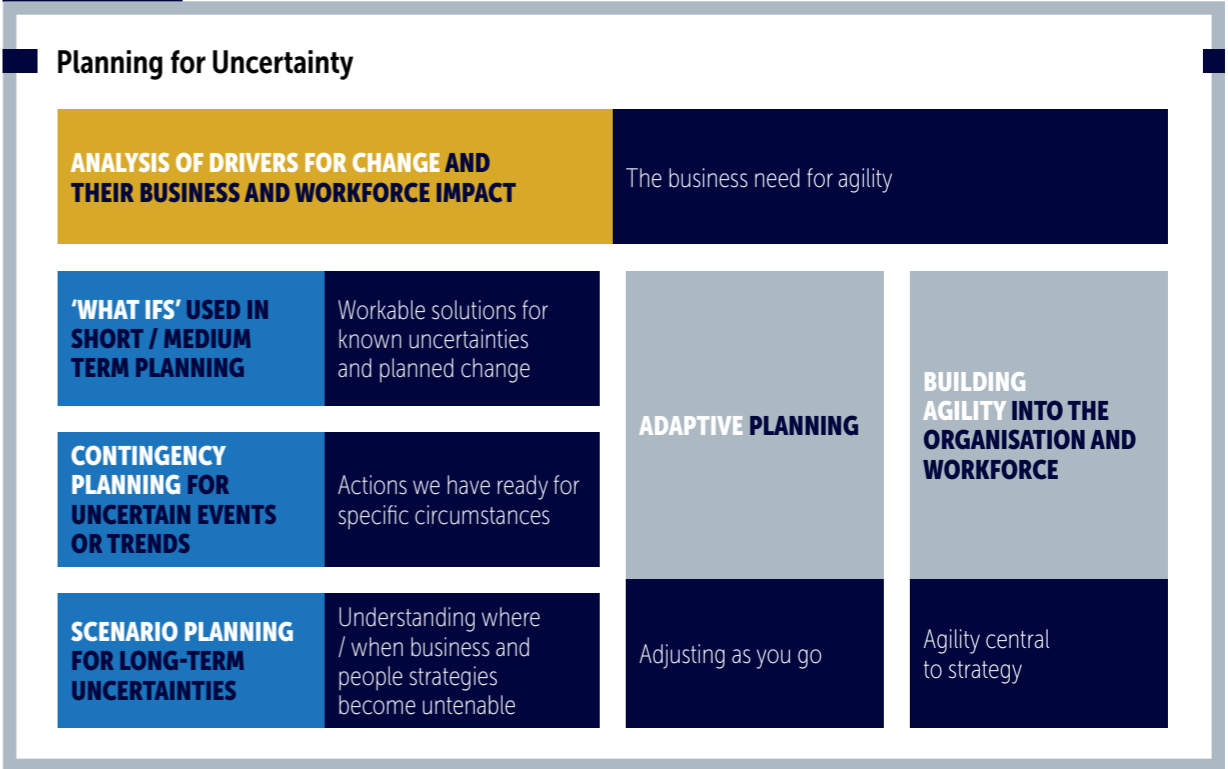 Planning for Uncertainty
ANALYSIS OF DRIVERS FOR CHANGE AND
THEIR BUSINESS AND WORKFORCE IMPACT
The business need for agility
‘WHAT IFS’ USED IN
SHORT / MEDIUM
TERM PLANNING
Workable solutions for
known uncertainties
and planned change
CONTINGENCY
PLANNING FOR
UNCERTAIN EVENTS
OR TRENDS
Actions we have ready for
specific circumstances
SCENARIO PLANNING
FOR LONG-TERM
UNCERTAINTIES
Understanding where
/ when business and
people strategies
become untenable
ADAPTIVE PLANNING
Adjusting as you go
BUILDING
AGILITY INTO THE
ORGANISATION AND
WORKFORCE
Agility central
to strategy